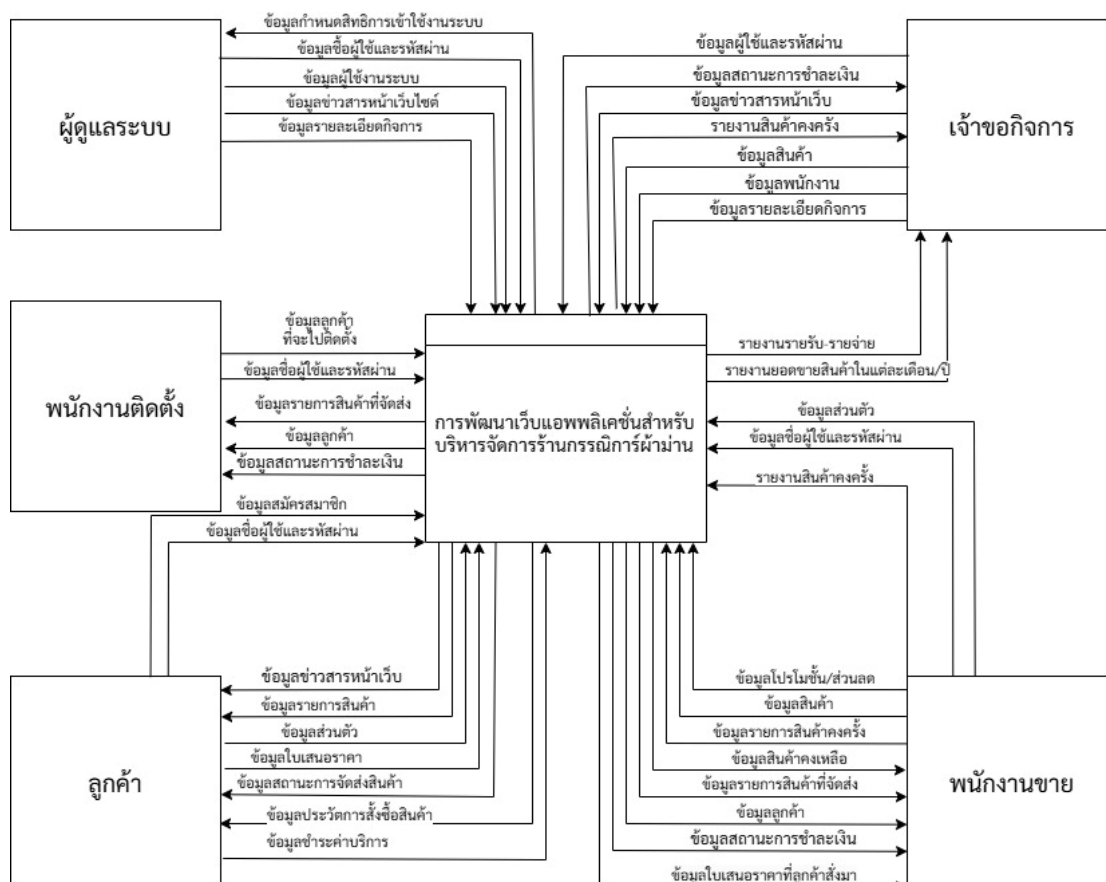 ข้อมูลกำหนดสิทธิการเข้าใช้งานระบบ
ข้อมูลชื่อผู้ใช้และรหัสผ่าน
ข้อมูลผู้ใช้งานระบบ
ข้อมูลข่าวสารหน้าเว็บไซต์
ข้อมูลรายละเอียดกิจการ
ผู้ดูแลระบบ
ข้อมูลผู้ใช้และรหัสผ่าน
ข้อมูลสถานะการชำละเงิน
ข้อมูลข่าวสารหน้าเว็บ
รายงานสินค้าคงครัง
ข้อมูลสินค้า
ข้อมูลพนักงาน
ข้อมูลรายละเอียดกิจการ
เจ้าขอกิจการ
ข้อมูลลูกค้า
ที่จะไปติดตั้ง
ข้อมูลชื่อผู้ใช้และรหัสผ่าน
พนักงานติดตั้ง
ข้อมูลรายการสินค้าที่จัดส่ง
ข้อมูลลูกค้า
ข้อมูลสถานะการชำละเงิน
ข้อมูลสมัครสมาชิก
ข้อมูลชื่อผู้ใช้และรหัสผ่าน
การพัฒนาเว็บแอพพลิเคชั่นสำหรับ
บริหารจัดการร้านกรรณิการ์ผ้าม่าน
รายงานรายรับ-รายจ่าย
รายงานยอดขายสินค้าในแต่ละเดือน/ปี
ข้อมูลส่วนตัว
ข้อมูลชื่อผู้ใช้และรหัสผ่าน
รายงานสินค้าคงครั้ง
ข้อมูลข่าวสารหน้าเว็บ
ข้อมูลรายการสินค้า
ข้อมูลส่วนตัว
ข้อมูลใบเสนอราคา
ลูกค้า
ข้อมูลสถานะการจัดส่งสินค้า
ข้อมูลประวัตการสั้งซื้อสินค้า
ข้อมูลชำระค่าบริการ
ข้อมูลโปรโมชั้น/ส่วนลด
ข้อมูลสินค้า
ข้อมูลรายการสินค้าคงครั้ง
ข้อมูลสินค้าคงเหลือ
ข้อมูลรายการสินค้าที่จัดส่ง
พนักงานขาย
ข้อมูลลูกค้า
ข้อมูลสถานะการชำละเงิน
ข้อมูลใบเสนอราคาที่ลูกค้าสั่งมา